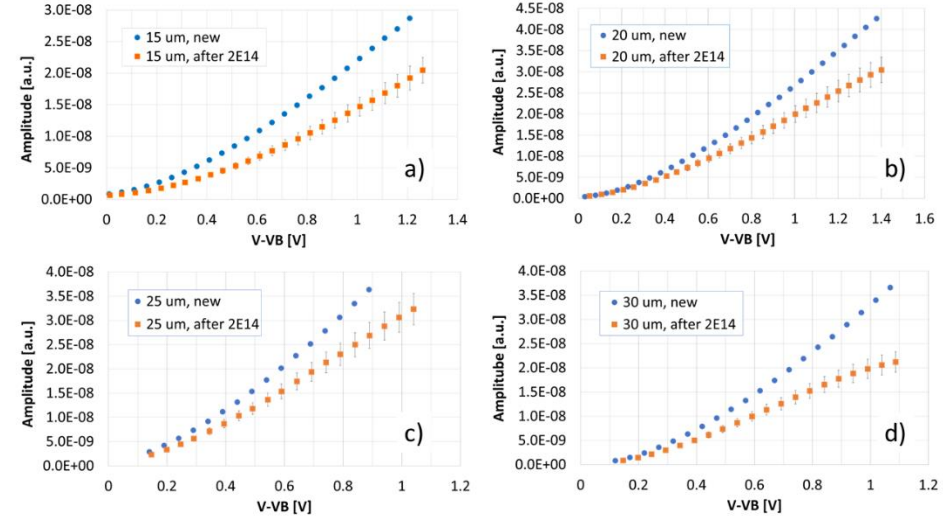 a)
15 um, new
15 um, after 2E14
Amplitude [a.u.]
3.0E-08
2.5E-08
2.0E-08
1.5E-08
1.0E-08
5.0E-09
0.0E+00
0 0.2 0.4 0.6 0.8 1 1.2 1.4
V-VB [V]
b)
20 um, new
20 um, after 2E14
Amplitude [a.u.]
4.5E-08
4.0E-08
3.5E-08
3.0E-08
2.5E-08
2.0E-08
1.5E-08
1.0E-08
5.0E-09
0.0E+00
0 0.2 0.4 0.6 0.8 1 1.2 1.4 1.6
V-VB [V]
c)
25 um, new
25 um, after 2E14
Amplitude [a.u.]
4.0E-08
3.5E-08
3.0E-08
2.5E-08
2.0E-08
1.5E-08
1.0E-08
5.0E-09
0.0E+00
0 0.2 0.4 0.6 0.8 1 1.2
V-VB [V]
d)
30 um, new
30 um, after 2E14
Amplitube [a.u.]
4.0E-08
3.5E-08
3.0E-08
2.5E-08
2.0E-08
1.5E-08
1.0E-08
5.0E-09
0.0E+00
0 0.2 0.4 0.6 0.8 1 1.2
V-VB [V]